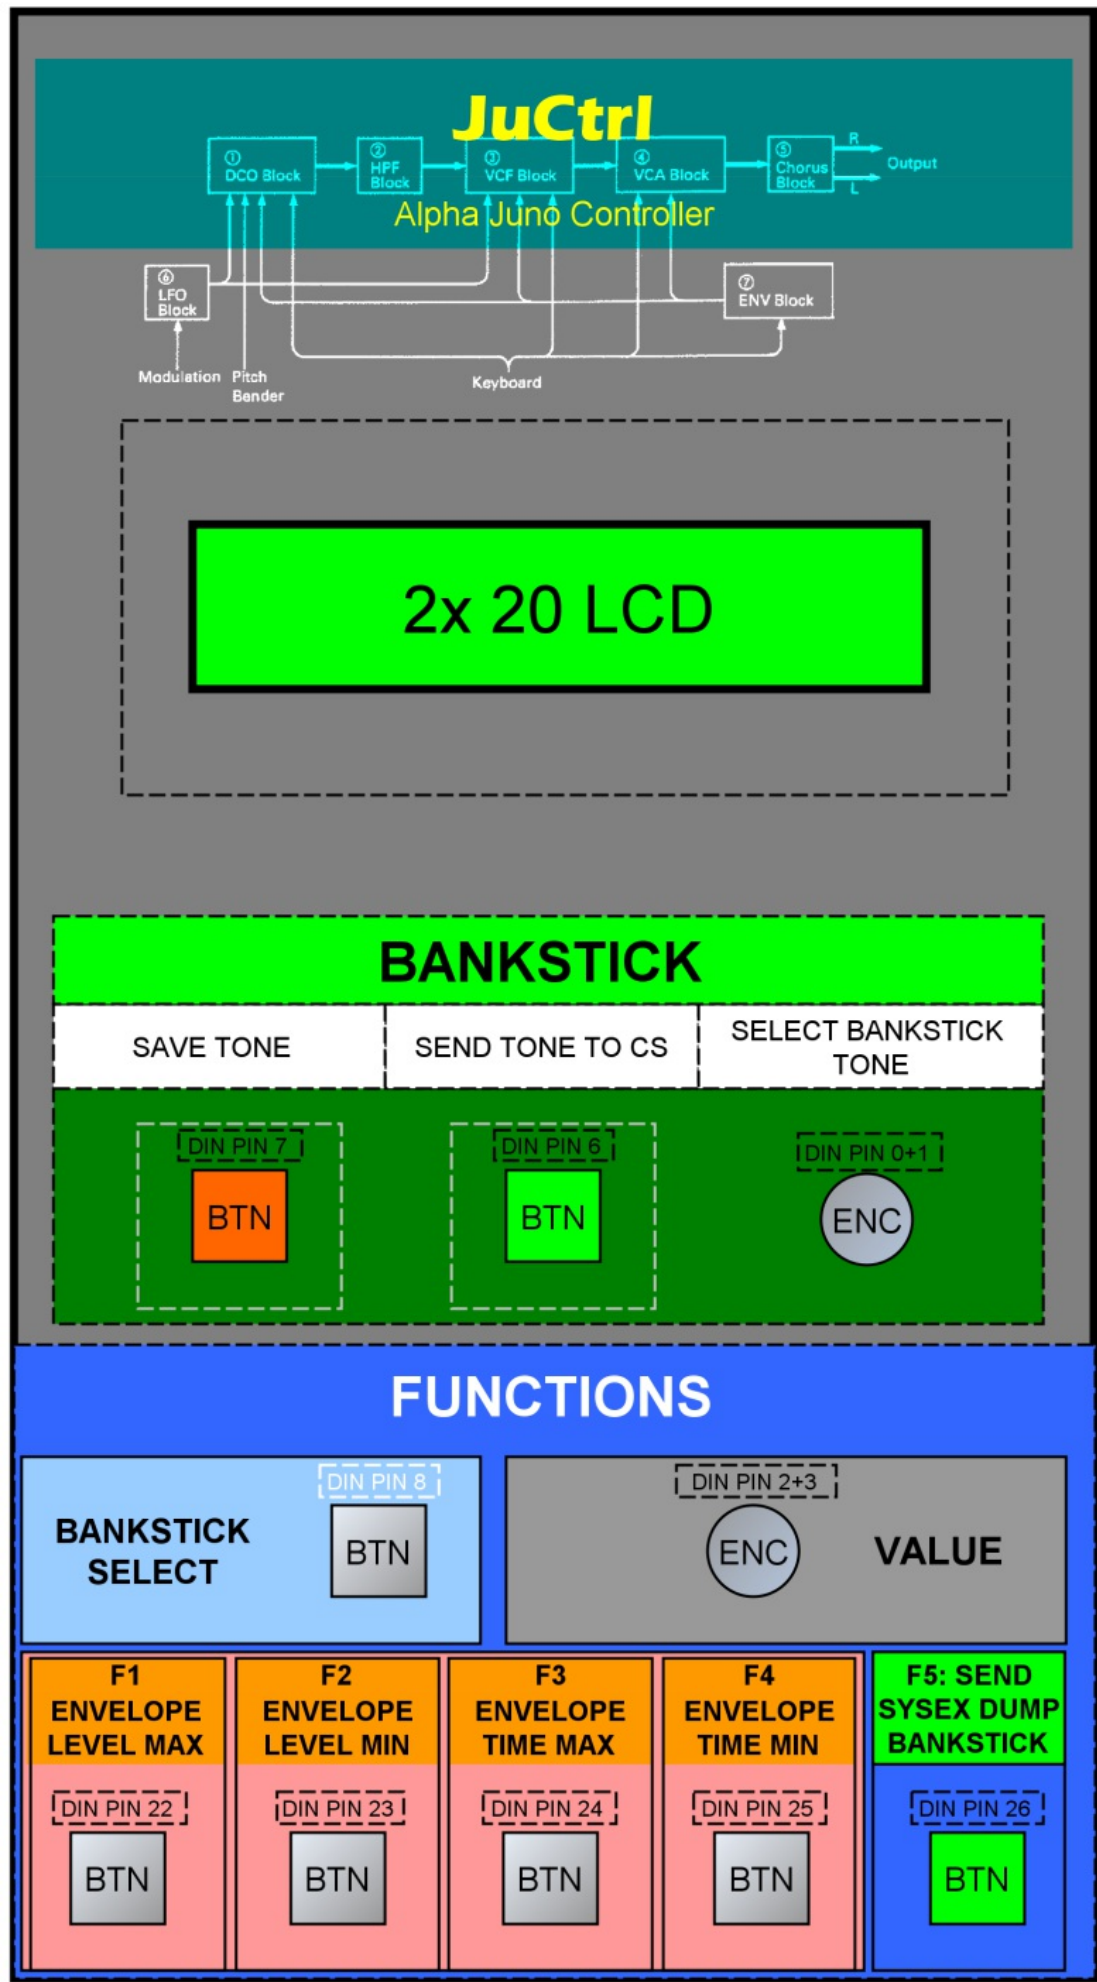 JuCtrl
① DCO Block
② HPF Block
③ VCF Block
④ VCA Block
⑤ Chorus Block
R
L
Output
Alpha Juno Controller
⑥ LFO Block
⑦ ENV Block
Modulation
Pitch Bender
Keyboard
2x 20 LCD
BANKSTICK
SAVE TONE
SEND TONE TO CS
SELECT BANKSTICK
TONE
DIN PIN 7
DIN PIN 6
DIN PIN 0+1
BTN
BTN
ENC
FUNCTIONS
DIN PIN 8
BANKSTICK
SELECT
BTN
DIN PIN 2+3
ENC
VALUE
F1
ENVELOPE
LEVEL MAX
F2
ENVELOPE
LEVEL MIN
F3
ENVELOPE
TIME MAX
F4
ENVELOPE
TIME MIN
F5: SEND
SYSEX DUMP
BANKSTICK
DIN PIN 22
DIN PIN 23
DIN PIN 24
DIN PIN 25
DIN PIN 26
BTN
BTN
BTN
BTN
BTN